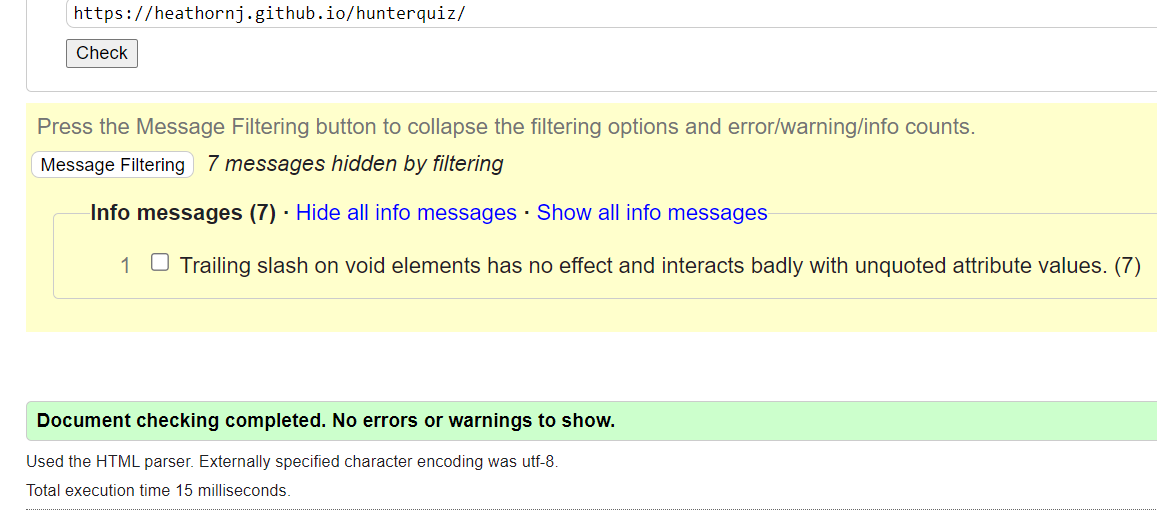 https://heathornj.github.io/hunterquiz/
Check
Press the Message Filtering button to collapse the filtering options and error/warning/info counts.
Message Filtering 7 messages hidden by filtering
Info messages (7) · Hide all info messages · Show all info messages
1 Trailing slash on void elements has no effect and interacts badly with unquoted attribute values. (7)
Document checking completed. No errors or warnings to show.
Used the HTML parser. Externally specified character encoding was utf-8.
Total execution time 15 milliseconds.